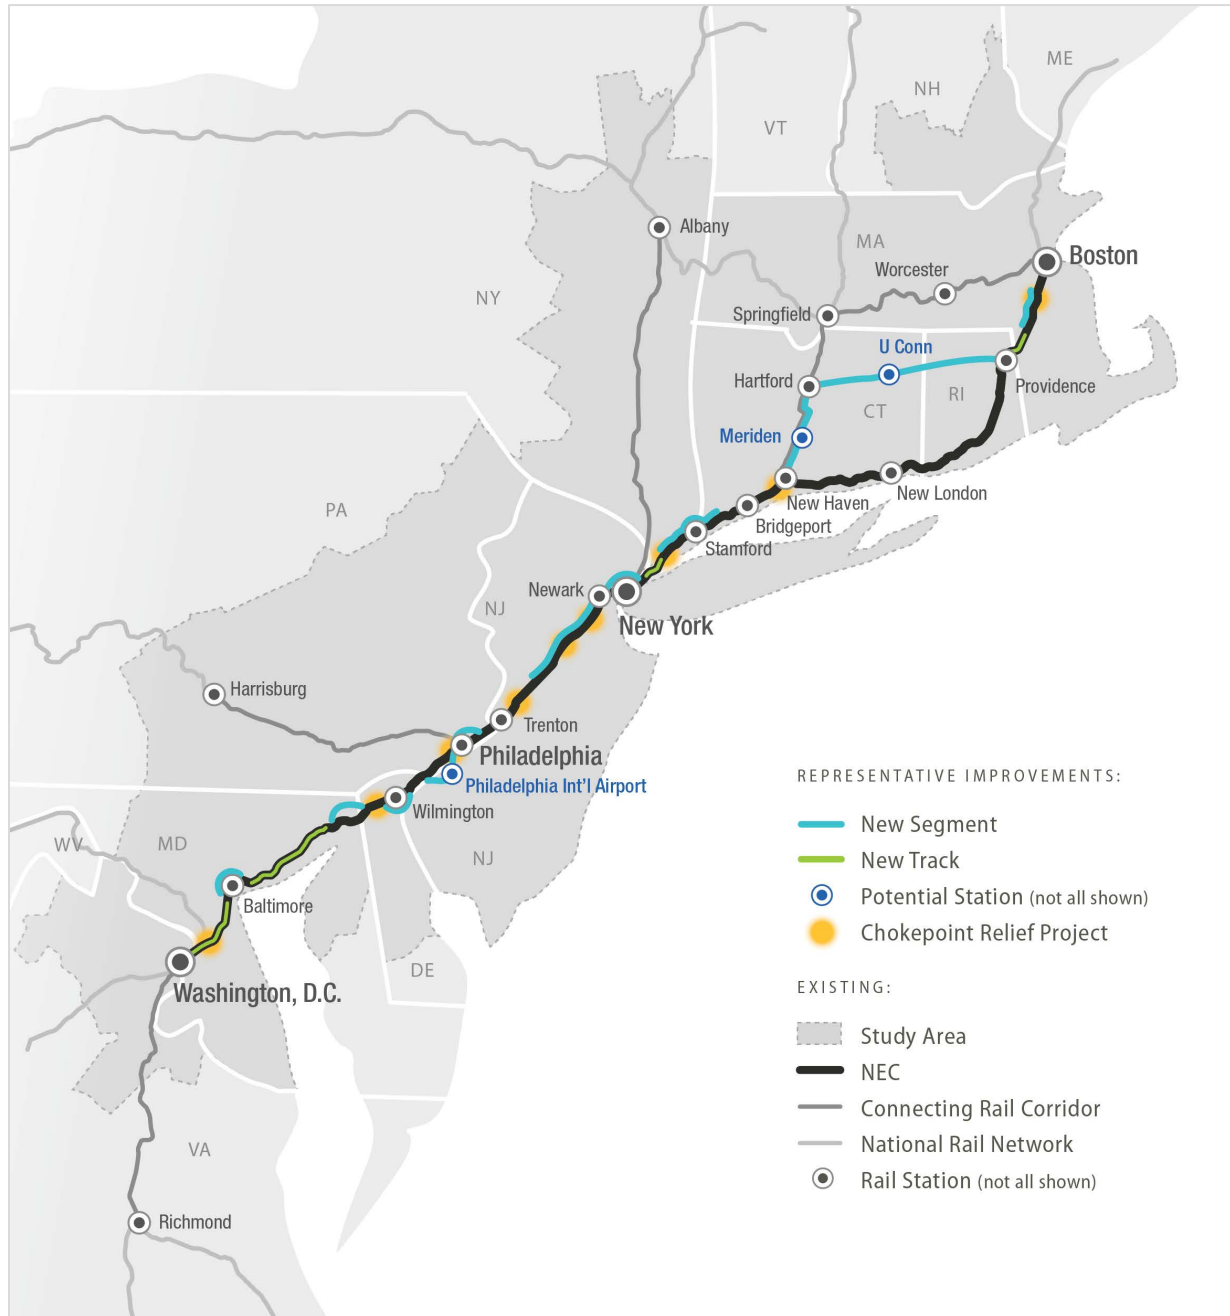 ME
NH
VT
Albany
MA
Boston
Worcester
NY
Springfield
U Conn
Hartford
Providence
RI
CT
Meriden
New London
New Haven
PA
Bridgeport
Stamford
Newark
NJ
New York
Harrisburg
Trenton
Philadelphia
Philadelphia Int'l Airport
Wilmington
WV
MD
NJ
Baltimore
DE
Washington, D.C.
VA
Richmond
REPRESENTATIVE IMPROVEMENTS:
New Segment
New Track
Potential Station (not all shown)
Chokepoint Relief Project
EXISTING:
Study Area
NEC
Connecting Rail Corridor
National Rail Network
Rail Station (not all shown)